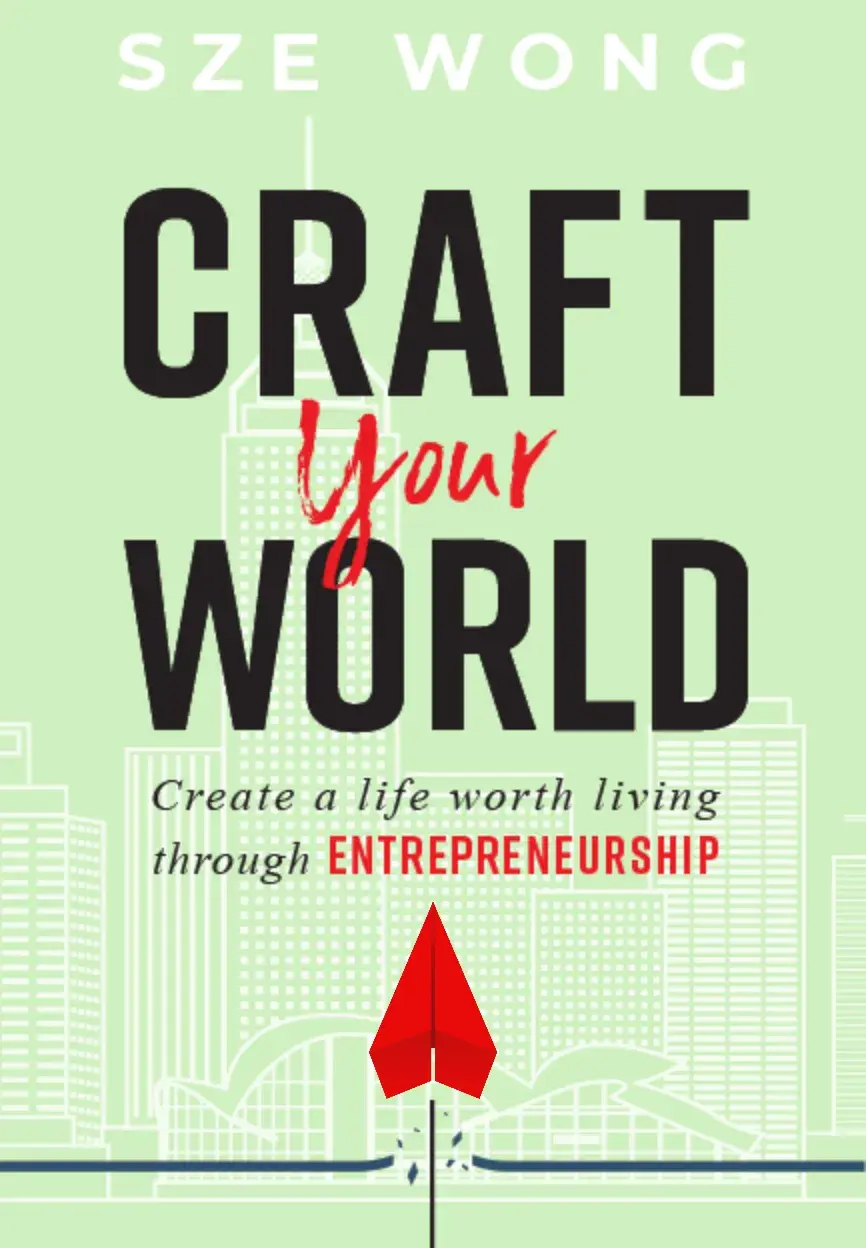 SZE WONG
CRAFT
Your
WORLD
Create a life worth living
through ENTREPRENEURSHIP